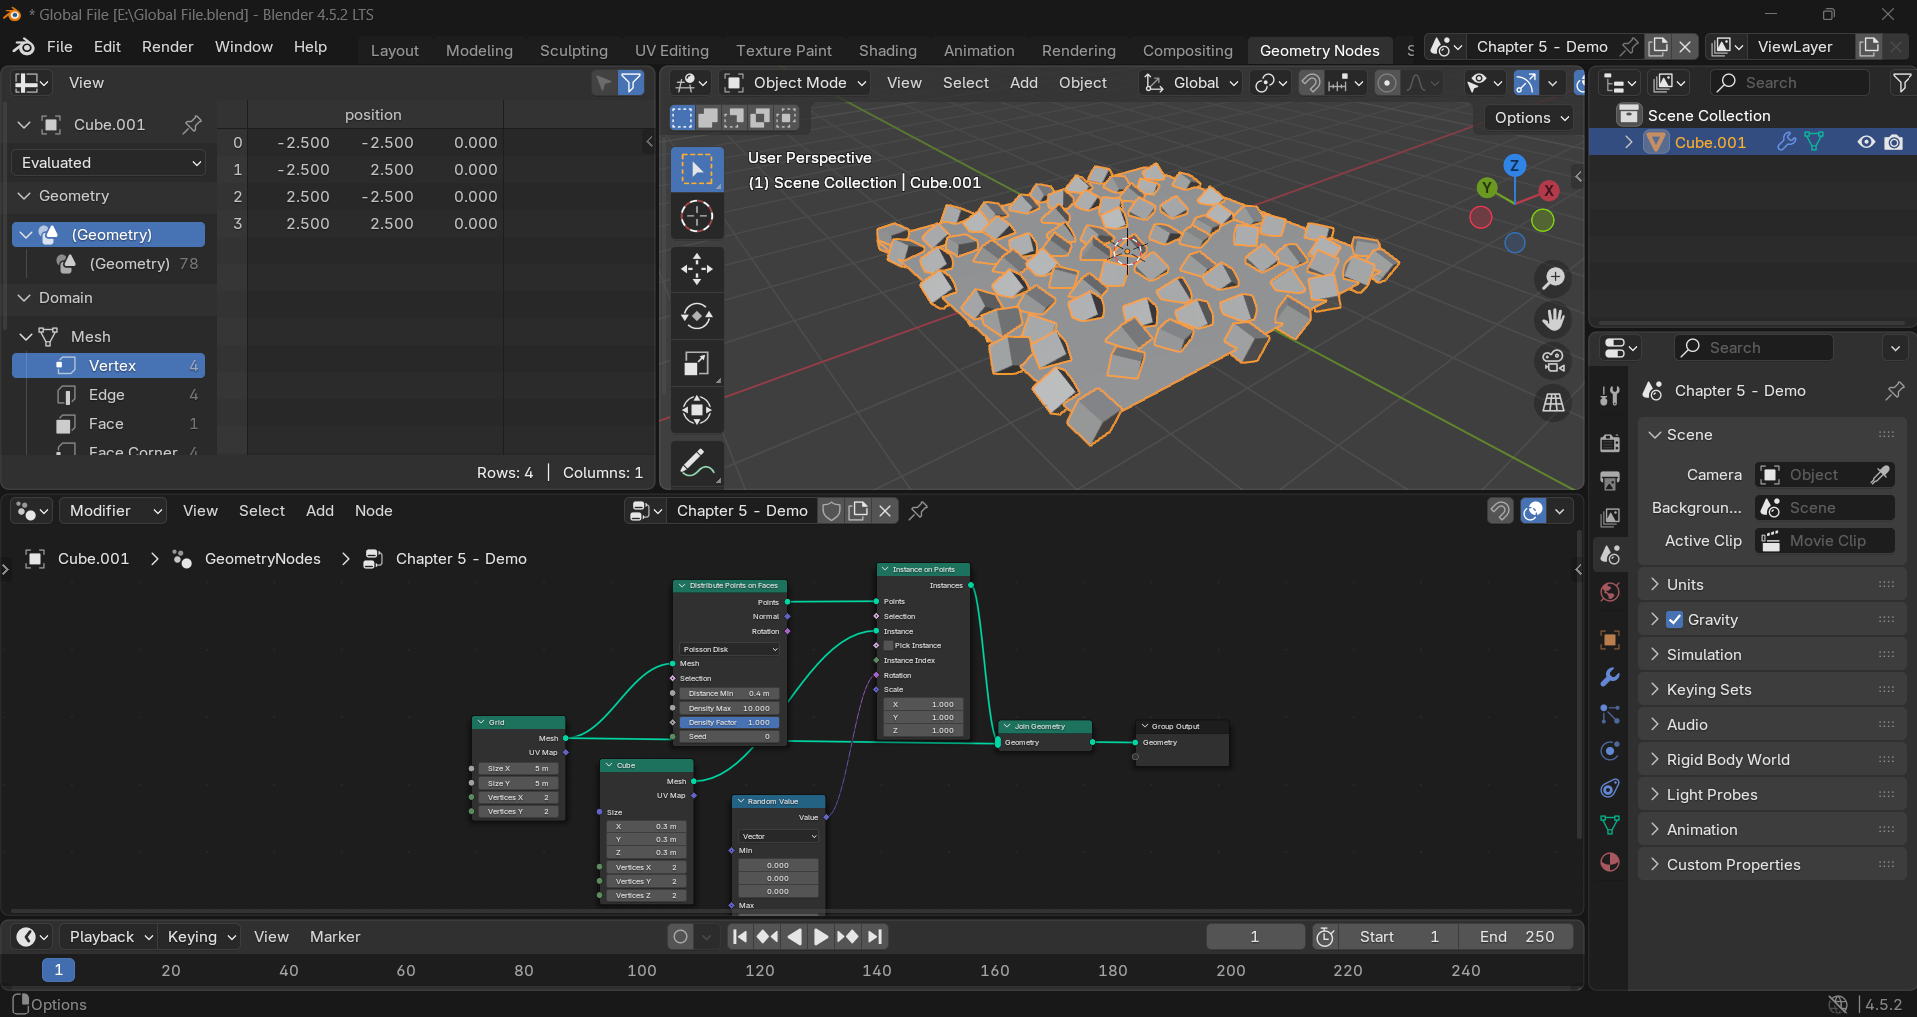 * Global File [E:\Global File.blend] - Blender 4.5.2 LTS
File Edit Render Window Help
Layout Modeling Sculpting UV Editing Texture Paint Shading Animation Rendering Compositing Geometry Nodes S
Chapter 5 - Demo
ViewLayer
View
Cube.001
Evaluated
Geometry
(Geometry)
(Geometry) 78
Domain
Mesh
Vertex 4
Edge 4
Face 1
Face Corner 4
position
0 -2.500 -2.500 0.000
1 -2.500 2.500 0.000
2 2.500 -2.500 0.000
3 2.500 2.500 0.000
Rows: 4 | Columns: 1
Object Mode View Select Add Object Global
Options
User Perspective
(1) Scene Collection | Cube.001
Z
Y
X
Search
Scene Collection
Cube.001
Search
Chapter 5 - Demo
Scene
Camera Object
Backgroun... Scene
Active Clip Movie Clip
Units
Gravity
Simulation
Keying Sets
Audio
Rigid Body World
Light Probes
Animation
Custom Properties
Modifier View Select Add Node
Chapter 5 - Demo
Cube.001 > GeometryNodes > Chapter 5 - Demo
Grid
Mesh
UV Map
Size X 5 m
Size Y 5 m
Vertices X 2
Vertices Y 2
Distribute Points on Faces
Points
Normal
Rotation
Poisson Disk
Mesh
Selection
Distance Min 0.4 m
Density Max 10.000
Density Factor 1.000
Seed 0
Cube
Mesh
UV Map
Size
X 0.3 m
Y 0.3 m
Z 0.3 m
Vertices X 2
Vertices Y 2
Vertices Z 2
Random Value
Value
Vector
Min
0.000
0.000
0.000
Max
Instance on Points
Instances
Points
Selection
Instance
Pick Instance
Instance Index
Rotation
Scale
X 1.000
Y 1.000
Z 1.000
Join Geometry
Geometry
Group Output
Geometry
Playback Keying View Marker
1
Start 1
End 250
1 20 40 60 80 100 120 140 160 180 200 220 240
Options
4.5.2